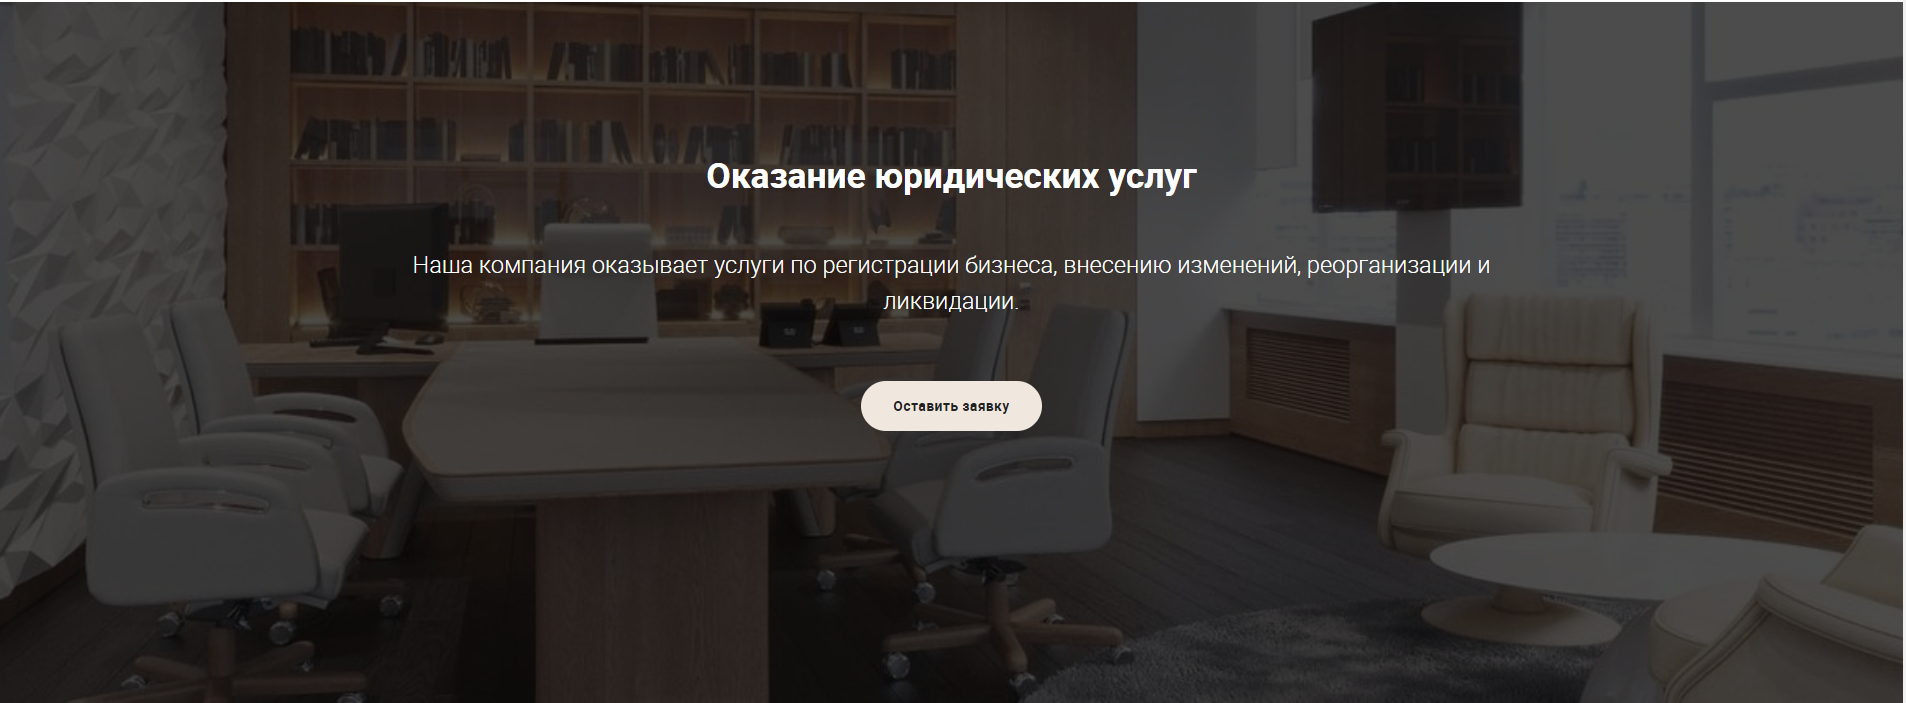 Оказание юридических услуг
Наша компания оказывает услуги по регистрации бизнеса, внесению изменений, реорганизации и
ликвидации.
Оставить заявку